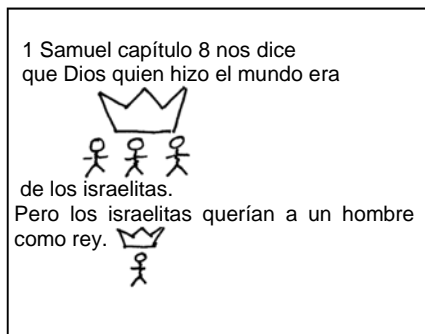 1 Samuel capítulo 8 nos dice
que Dios quien hizo el mundo era
de los israelitas.
Pero los israelitas querían a un hombre
como rey.